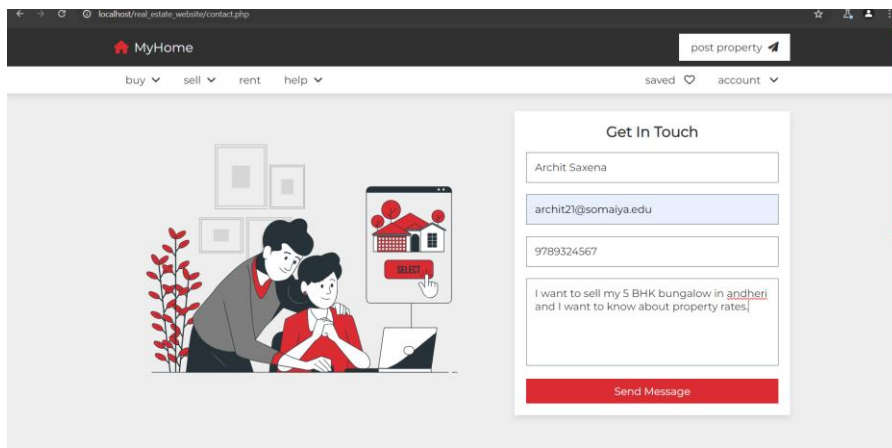 localhost/real_estate_website/contact.php
MyHome
post property
buy
sell
rent
help
saved
account
Get In Touch
Archit Saxena
archit21@somaiya.edu
9789324567
I want to sell my 5 BHK bungalow in andheri
and I want to know about property rates.
SELECT
Send Message